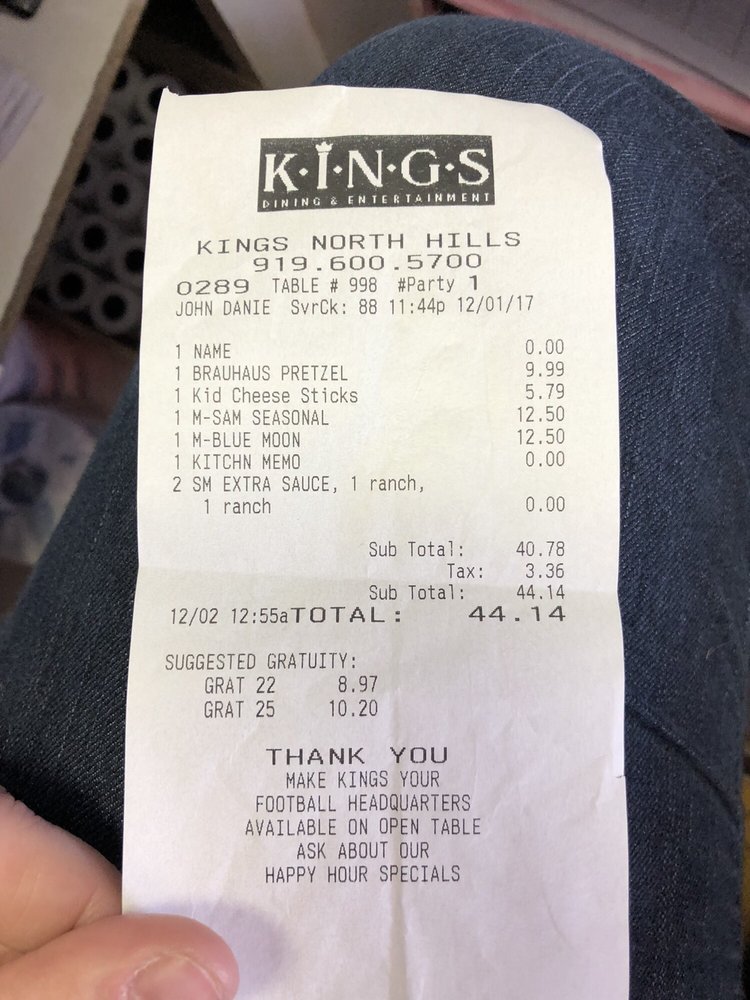 K·I·N·G·S
DINING & ENTERTAINMENT
KINGS NORTH HILLS
919.600.5700
0289 TABLE # 998 #Party 1
JOHN DANIE SvrCk: 88 11:44p 12/01/17
1 NAME 0.00
1 BRAUHAUS PRETZEL 9.99
1 Kid Cheese Sticks 5.79
1 M-SAM SEASONAL 12.50
1 M-BLUE MOON 12.50
1 KITCHN MEMO 0.00
2 SM EXTRA SAUCE, 1 ranch,
1 ranch 0.00
Sub Total: 40.78
Tax: 3.36
Sub Total: 44.14
12/02 12:55aTOTAL: 44.14
SUGGESTED GRATUITY:
GRAT 22 8.97
GRAT 25 10.20
THANK YOU
MAKE KINGS YOUR
FOOTBALL HEADQUARTERS
AVAILABLE ON OPEN TABLE
ASK ABOUT OUR
HAPPY HOUR SPECIALS